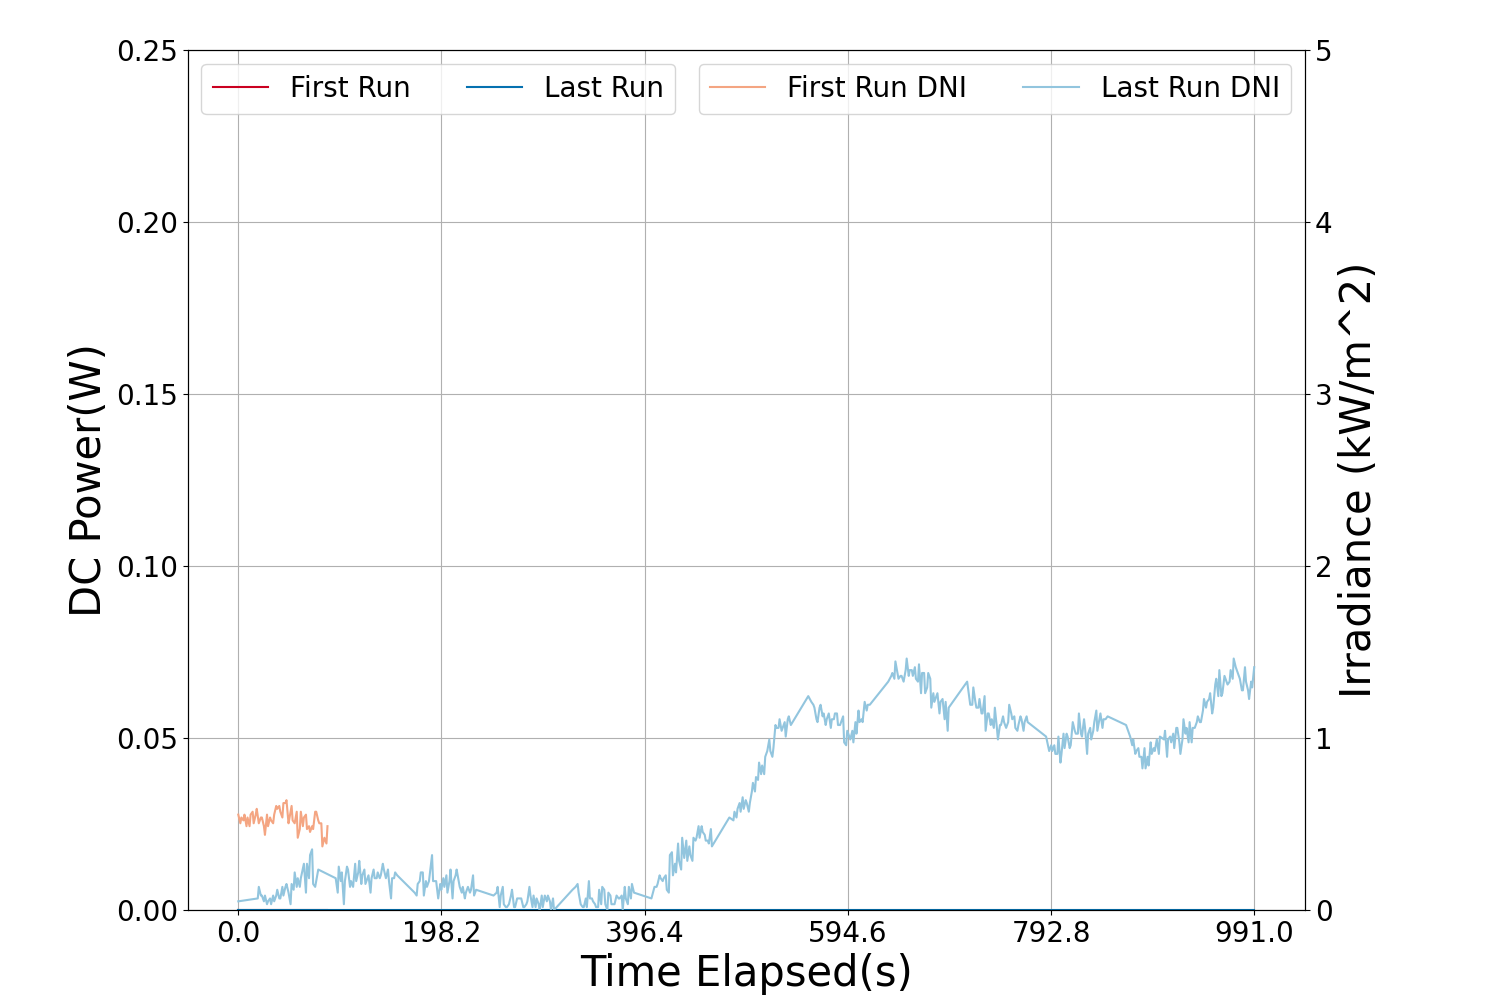 First Run
Last Run
First Run DNI
Last Run DNI
0.25
0.20
0.15
0.10
0.05
0.00
DC Power(W)
5
4
3
2
1
0
Irradiance (kW/m^2)
0.0 198.2 396.4 594.6 792.8 991.0
Time Elapsed(s)